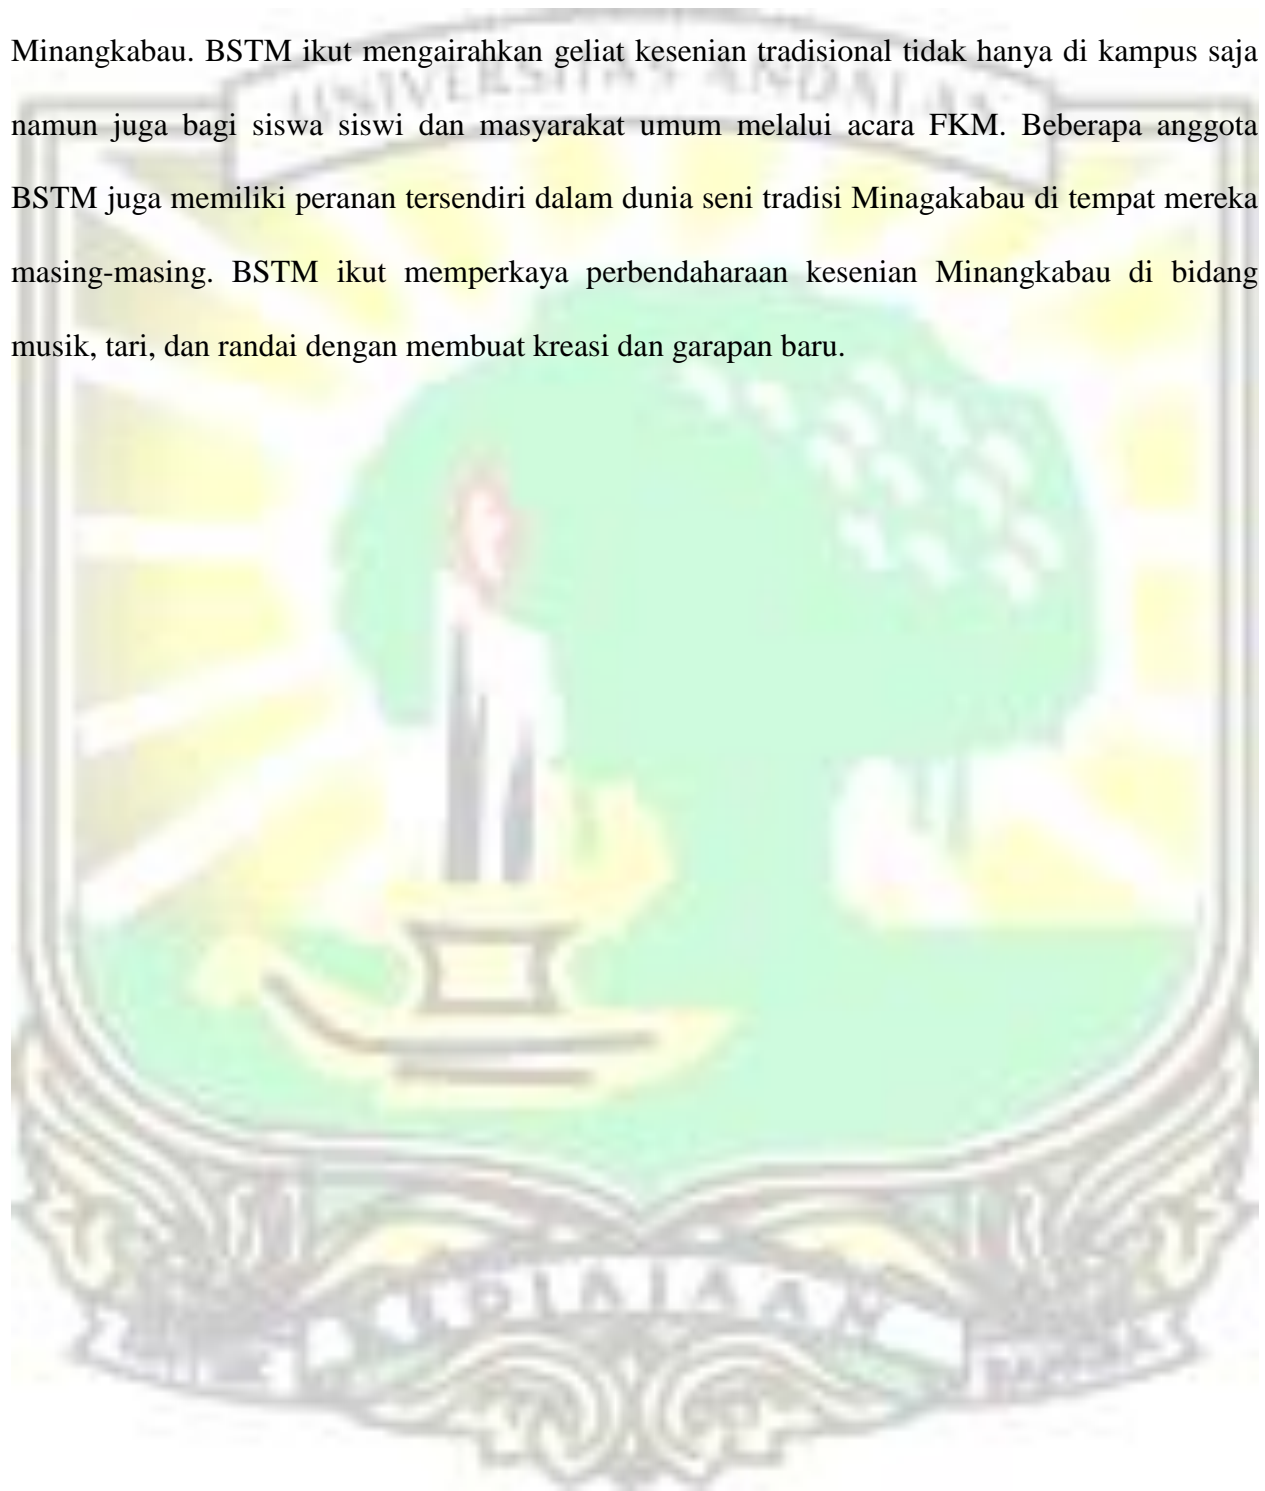 Minangkabau. BSTM ikut mengairahkan geliat kesenian tradisional tidak hanya di kampus saja
namun juga bagi siswa siswi dan masyarakat umum melalui acara FKM. Beberapa anggota
BSTM juga memiliki peranan tersendiri dalam dunia seni tradisi Minagakabau di tempat mereka
masing-masing. BSTM ikut memperkaya perbendaharaan kesenian Minangkabau di bidang
musik, tari, dan randai dengan membuat kreasi dan garapan baru.
UNIVERSITAS ANDALAS
KEDJAJAAN